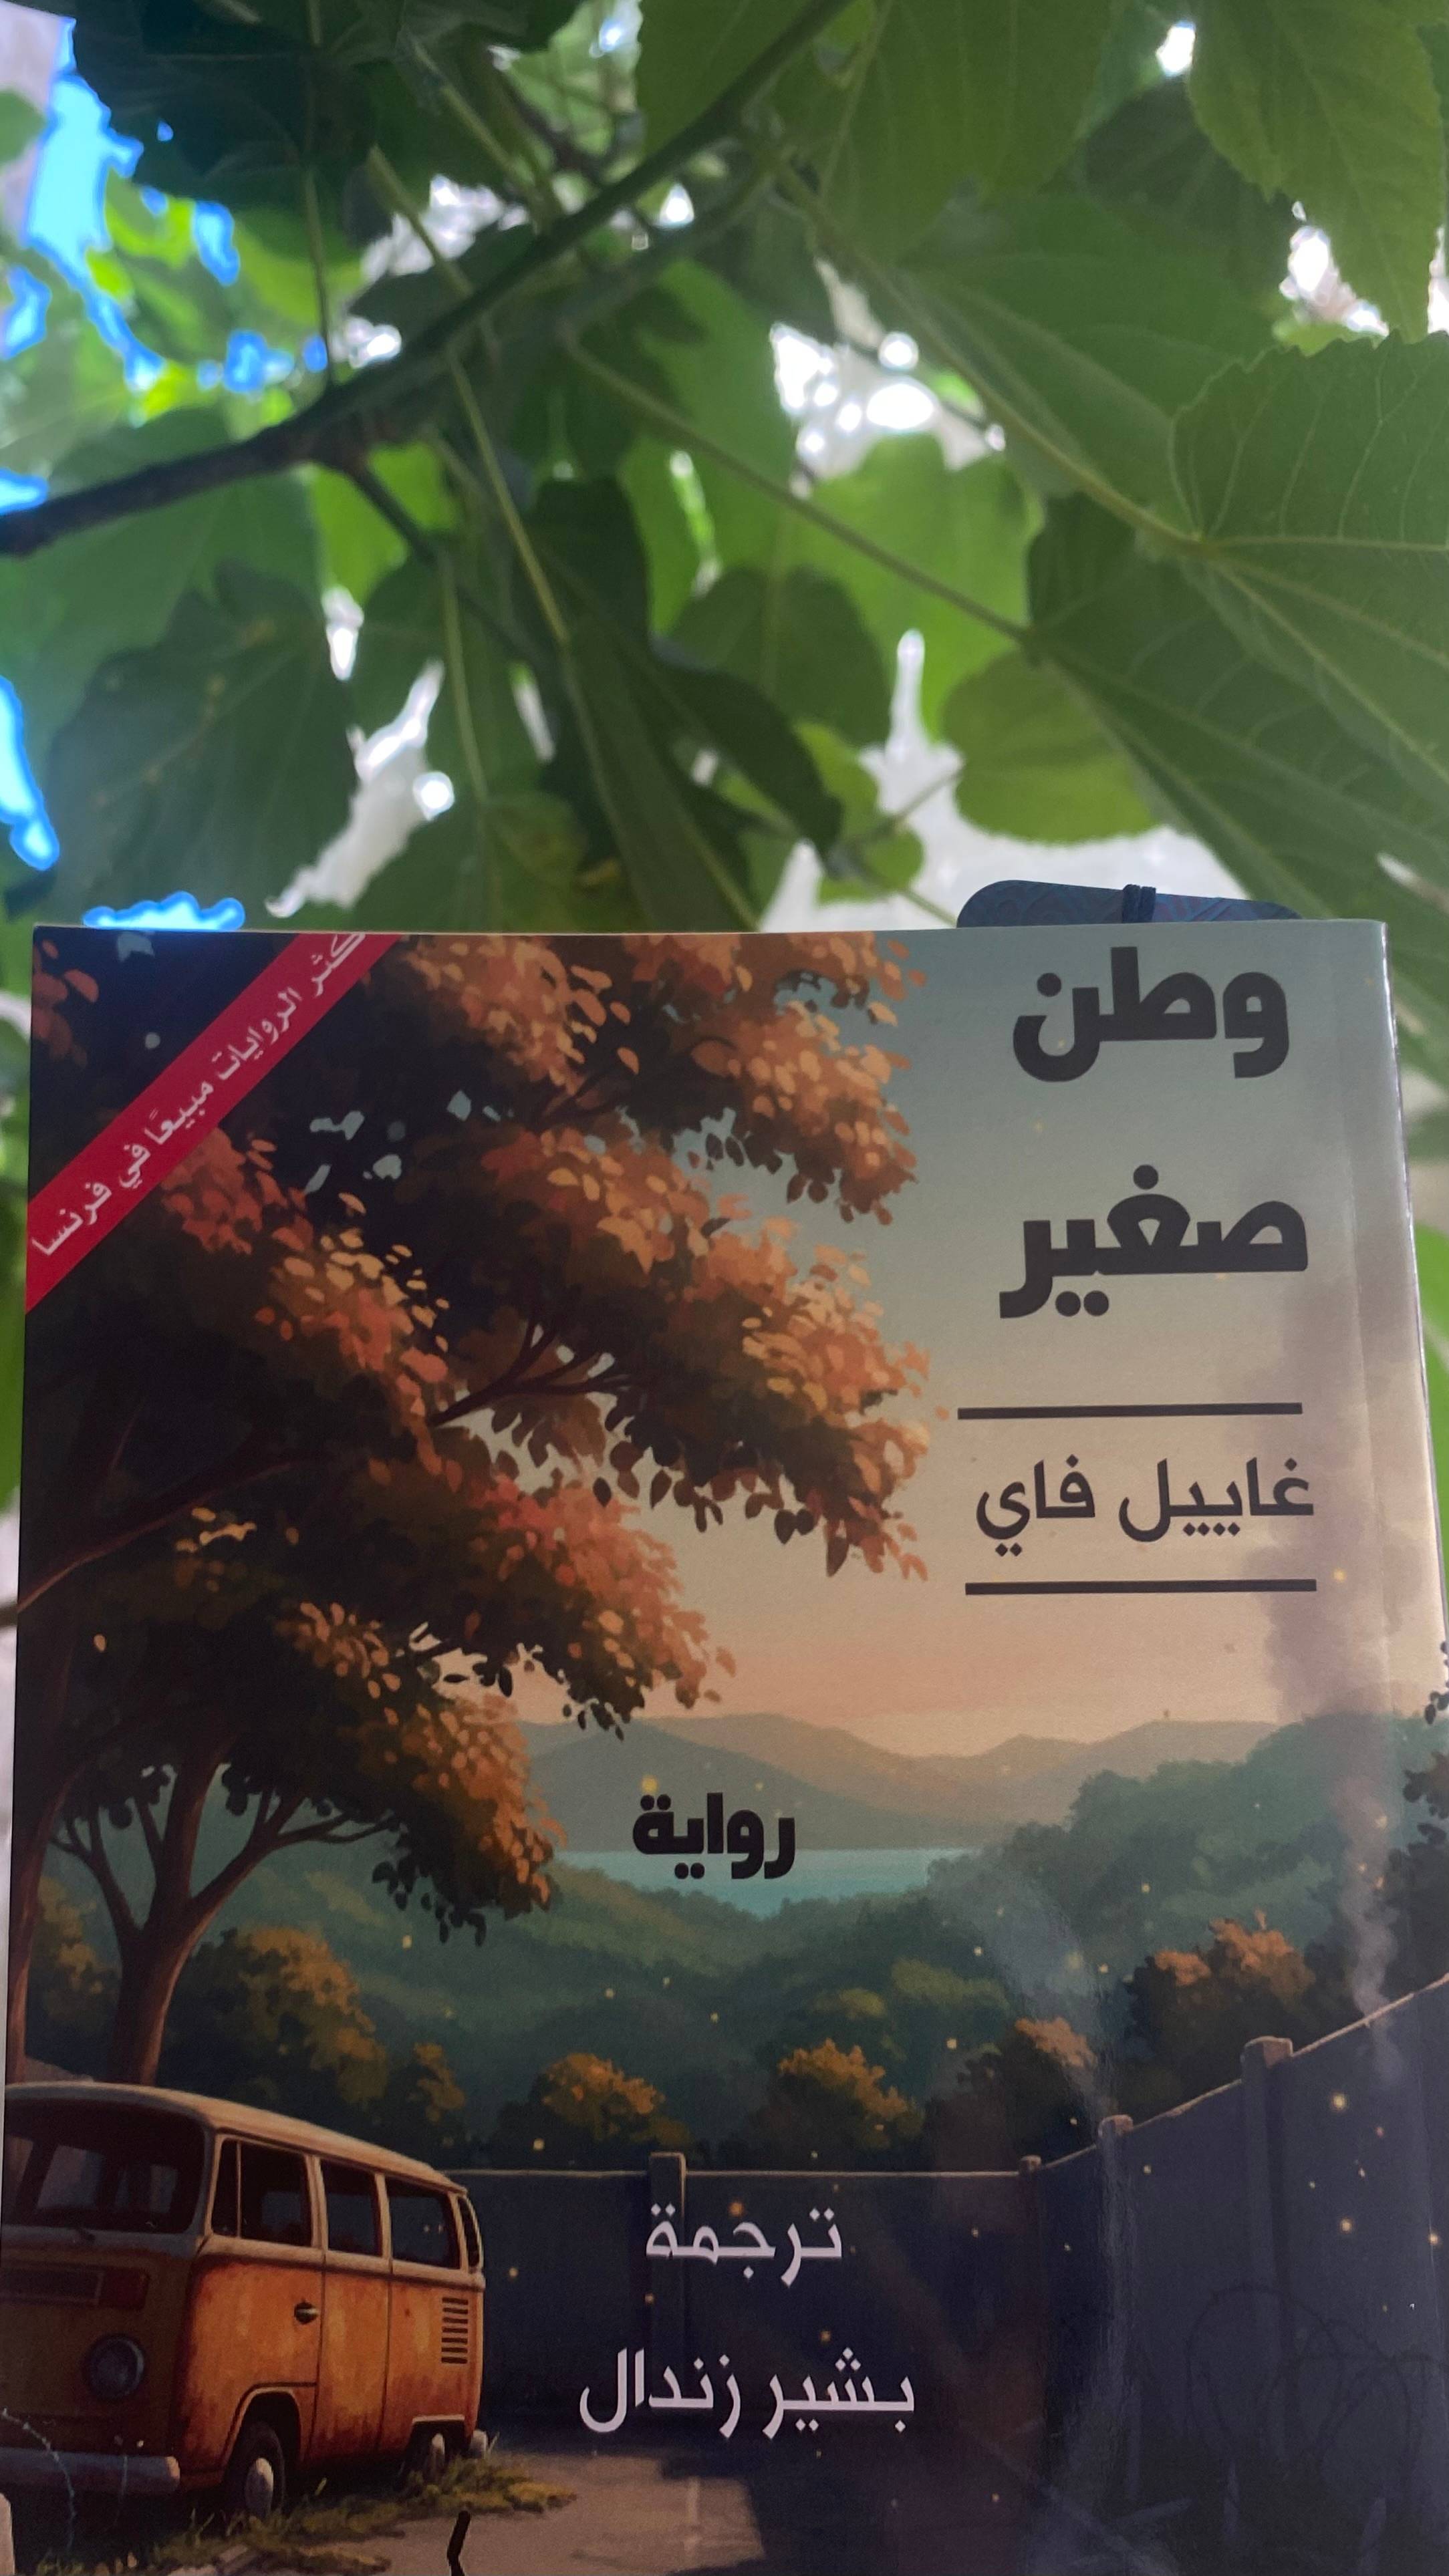 وطن
صغير
غاييل فاي
أكثر الروايات مبيعًا في فرنسا
رواية
ترجمة
بشير زندال